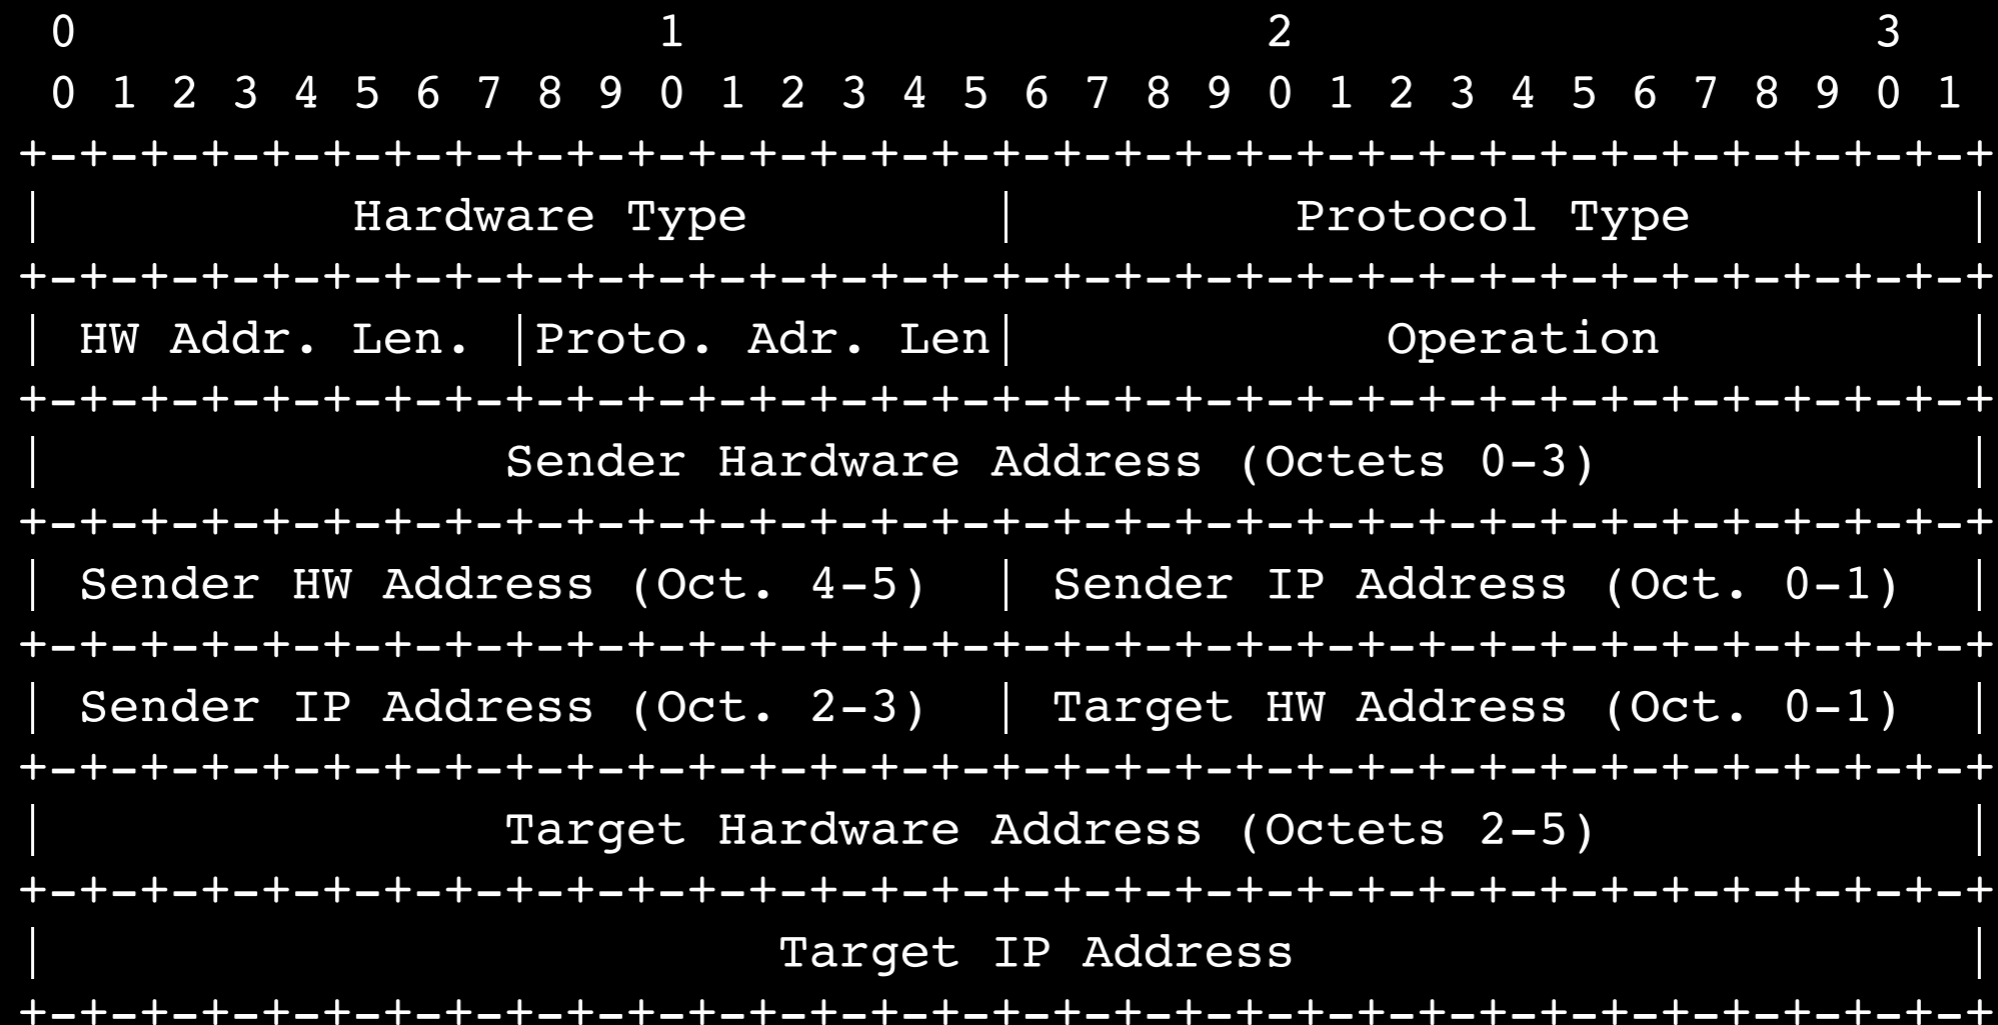 0                   1                   2                   3
 0 1 2 3 4 5 6 7 8 9 0 1 2 3 4 5 6 7 8 9 0 1 2 3 4 5 6 7 8 9 0 1
+-+-+-+-+-+-+-+-+-+-+-+-+-+-+-+-+-+-+-+-+-+-+-+-+-+-+-+-+-+-+-+-+
|          Hardware Type        |         Protocol Type         |
+-+-+-+-+-+-+-+-+-+-+-+-+-+-+-+-+-+-+-+-+-+-+-+-+-+-+-+-+-+-+-+-+
| HW Addr. Len. |Proto. Adr. Len|            Operation          |
+-+-+-+-+-+-+-+-+-+-+-+-+-+-+-+-+-+-+-+-+-+-+-+-+-+-+-+-+-+-+-+-+
|               Sender Hardware Address (Octets 0-3)            |
+-+-+-+-+-+-+-+-+-+-+-+-+-+-+-+-+-+-+-+-+-+-+-+-+-+-+-+-+-+-+-+-+
| Sender HW Address (Oct. 4-5)  | Sender IP Address (Oct. 0-1)  |
+-+-+-+-+-+-+-+-+-+-+-+-+-+-+-+-+-+-+-+-+-+-+-+-+-+-+-+-+-+-+-+-+
| Sender IP Address (Oct. 2-3)  | Target HW Address (Oct. 0-1)  |
+-+-+-+-+-+-+-+-+-+-+-+-+-+-+-+-+-+-+-+-+-+-+-+-+-+-+-+-+-+-+-+-+
|               Target Hardware Address (Octets 2-5)            |
+-+-+-+-+-+-+-+-+-+-+-+-+-+-+-+-+-+-+-+-+-+-+-+-+-+-+-+-+-+-+-+-+
|                        Target IP Address                      |
+-+-+-+-+-+-+-+-+-+-+-+-+-+-+-+-+-+-+-+-+-+-+-+-+-+-+-+-+-+-+-+-+